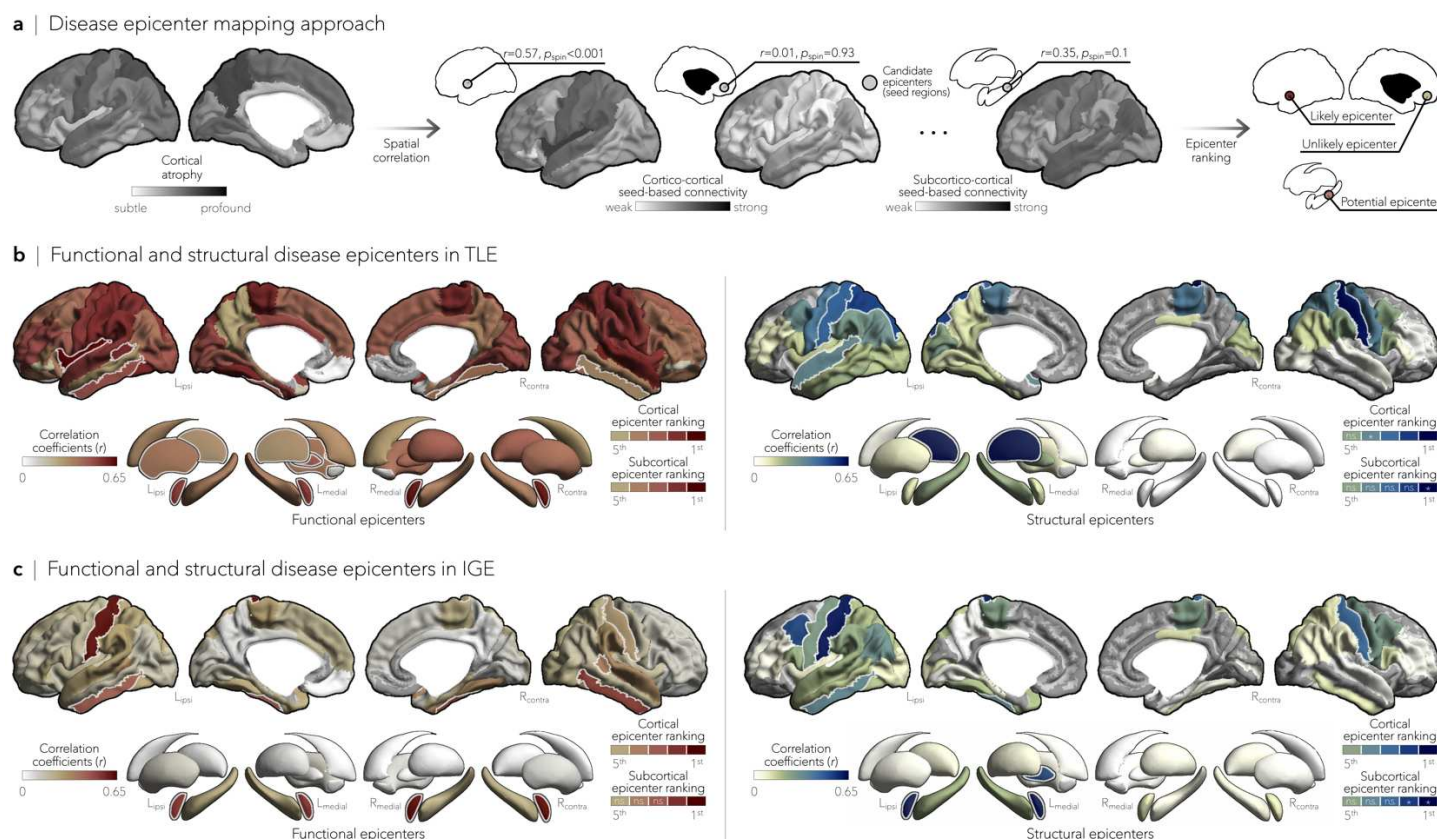 a | Disease epicenter mapping approach
r=0.57, pspin<0.001
r=0.01, pspin=0.93
r=0.35, pspin=0.1
Candidate
epicenters
(seed regions)
Cortical
atrophy
subtle profound
Spatial
correlation
Cortico-cortical
seed-based connectivity
weak strong
...
Subcortico-cortical
seed-based connectivity
weak strong
Epicenter
ranking
Likely epicenter
Unlikely epicenter
Potential epicenter
b | Functional and structural disease epicenters in TLE
Lipsi
Rcontra
Correlation
coefficients (r)
0 0.65
Lipsi
Lmedial
Rmedial
Rcontra
Cortical
epicenter ranking
5th 1st
Subcortical
epicenter ranking
5th 1st
Functional epicenters
Lipsi
Rcontra
Correlation
coefficients (r)
0 0.65
Lipsi
Lmedial
Rmedial
Rcontra
Cortical
epicenter ranking
ns *
5th 1st
Subcortical
epicenter ranking
ns ns ns ns *
5th 1st
Structural epicenters
c | Functional and structural disease epicenters in IGE
Lipsi
Rcontra
Correlation
coefficients (r)
0 0.65
Lipsi
Lmedial
Rmedial
Rcontra
Cortical
epicenter ranking
5th 1st
Subcortical
epicenter ranking
ns ns ns
5th 1st
Functional epicenters
Lipsi
Rcontra
Correlation
coefficients (r)
0 0.65
Lipsi
Lmedial
Rmedial
Rcontra
Cortical
epicenter ranking
5th 1st
Subcortical
epicenter ranking
ns ns ns * *
5th 1st
Structural epicenters